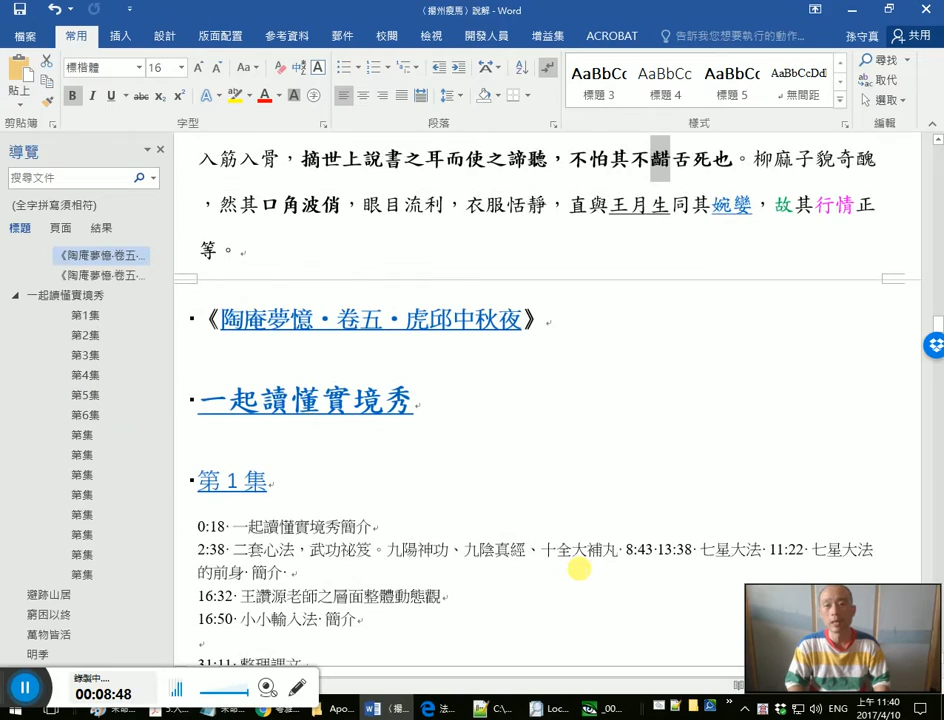 〈揚州瘦馬〉說解 - Word
檔案 常用 插入 設計 版面配置 參考資料 郵件 校閱 檢視 開發人員 增益集 ACROBAT 告訴我您想要執行的動作... 孫守真 共用
貼上
標楷體 16
AaBbCc AaBbCc AaBbCc AaBbCcDdI
標題 3 標題 4 標題 5 無間距
尋找
取代
選取
剪貼簿 字型 段落 樣式 編輯
導覽
搜尋文件
(全字拼寫須相符)
標題 頁面 結果
《陶庵夢憶‧卷五‧...
《陶庵夢憶‧卷五‧...
一起讀懂實境秀
第1集
第2集
第3集
第4集
第5集
第6集
第集
第集
第集
第集
第集
第集
第集
第集
避跡山居
窮困以終
萬物皆活
明季
入筋入骨，摘世上說書之耳而使之諦聽，不怕其不齰舌死也。柳麻子貌奇醜
，然其口角波俏，眼目流利，衣服恬靜，直與王月生同其婉孌，故其行情正
等。
《陶庵夢憶‧卷五‧虎邱中秋夜》
一起讀懂實境秀
第 1 集
0:18 一起讀懂實境秀簡介
2:38 二套心法，武功祕笈。九陽神功、九陰真經、十全大補丸 8:43 13:38 七星大法 11:22 七星大法
的前身 簡介
16:32 王讚源老師之層面整體動態觀
16:50 小小輸入法 簡介
31:11 整理課文
錄製中...
00:08:48
Apo... 法... C:\... Loc... _00...
ENG
上午 11:40
2017/4/10